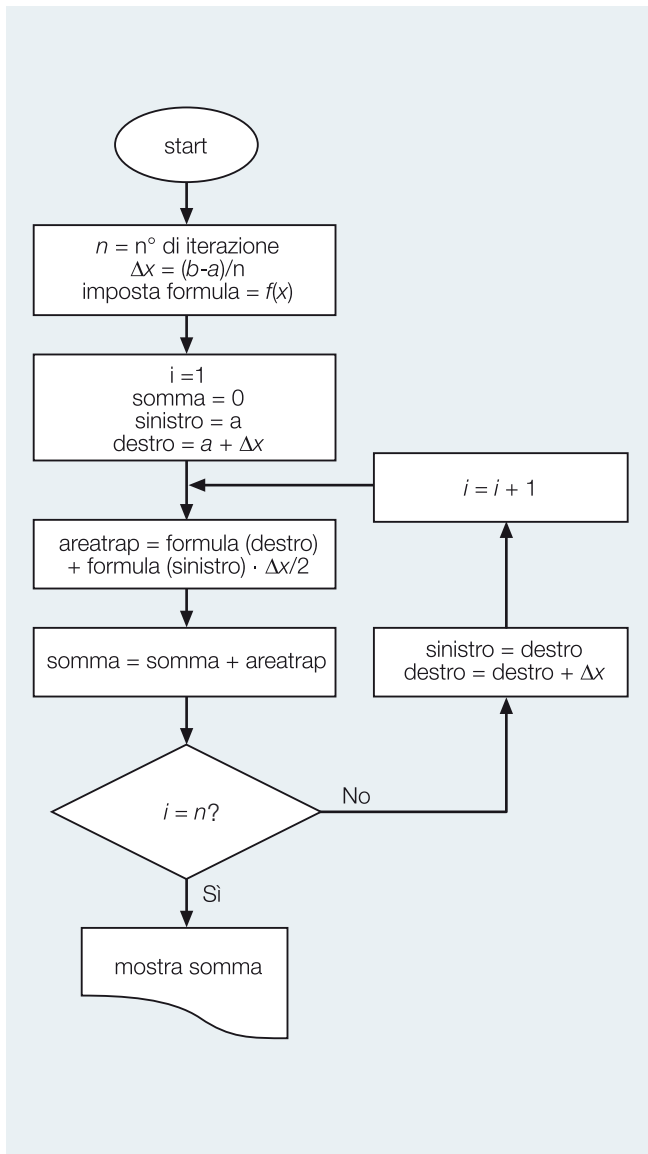 start
n = n° di iterazione
Δx = (b-a)/n
imposta formula = f(x)
i =1
somma = 0
sinistro = a
destro = a + Δx
i = i + 1
areatrap = formula (destro)
+ formula (sinistro) · Δx/2
somma = somma + areatrap
sinistro = destro
destro = destro + Δx
i = n?
No
Sì
mostra somma